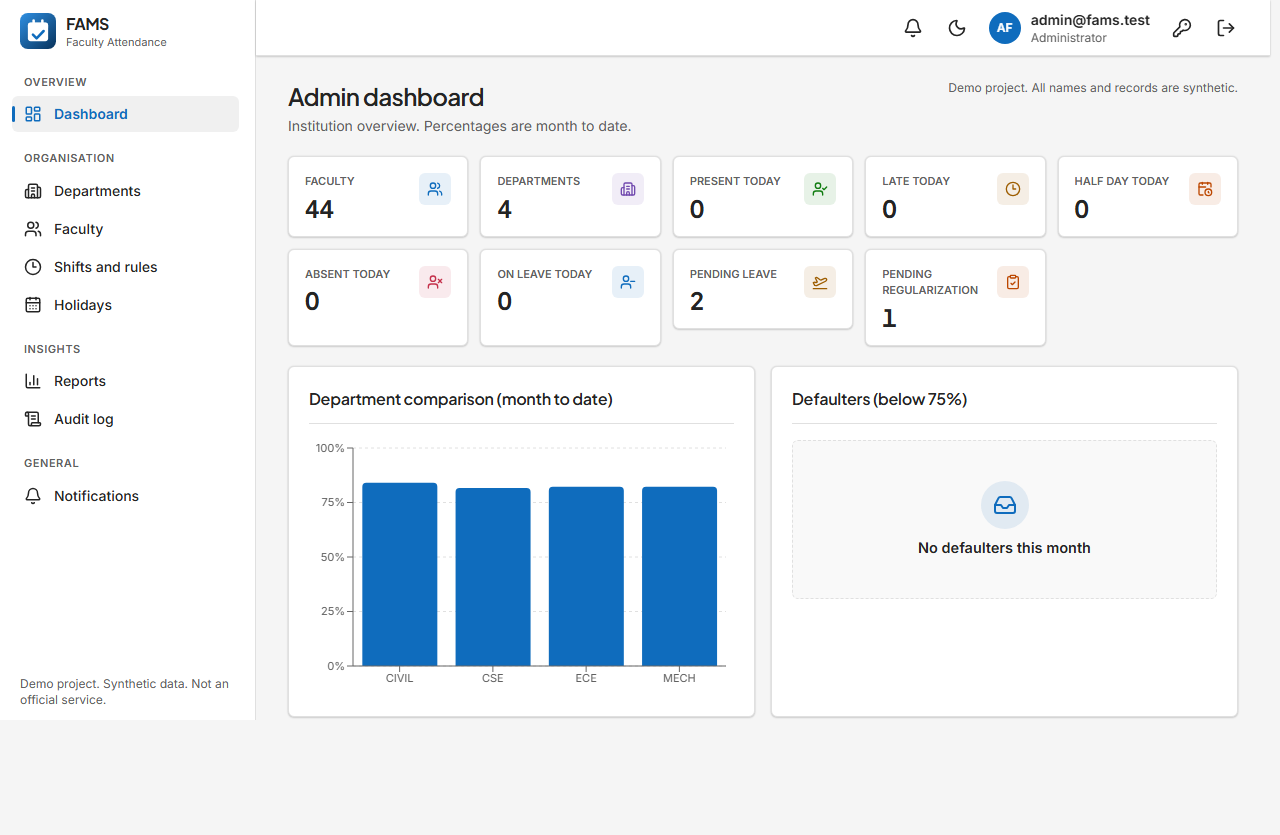 FAMS
Faculty Attendance
OVERVIEW
Dashboard
ORGANISATION
Departments
Faculty
Shifts and rules
Holidays
INSIGHTS
Reports
Audit log
GENERAL
Notifications
Demo project. Synthetic data. Not an
official service.
AF
admin@fams.test
Administrator
Admin dashboard
Institution overview. Percentages are month to date.
Demo project. All names and records are synthetic.
FACULTY
44
DEPARTMENTS
4
PRESENT TODAY
0
LATE TODAY
0
HALF DAY TODAY
0
ABSENT TODAY
0
ON LEAVE TODAY
0
PENDING LEAVE
2
PENDING
REGULARIZATION
1
Department comparison (month to date)
100%
75%
50%
25%
0%
CIVIL
CSE
ECE
MECH
Defaulters (below 75%)
No defaulters this month